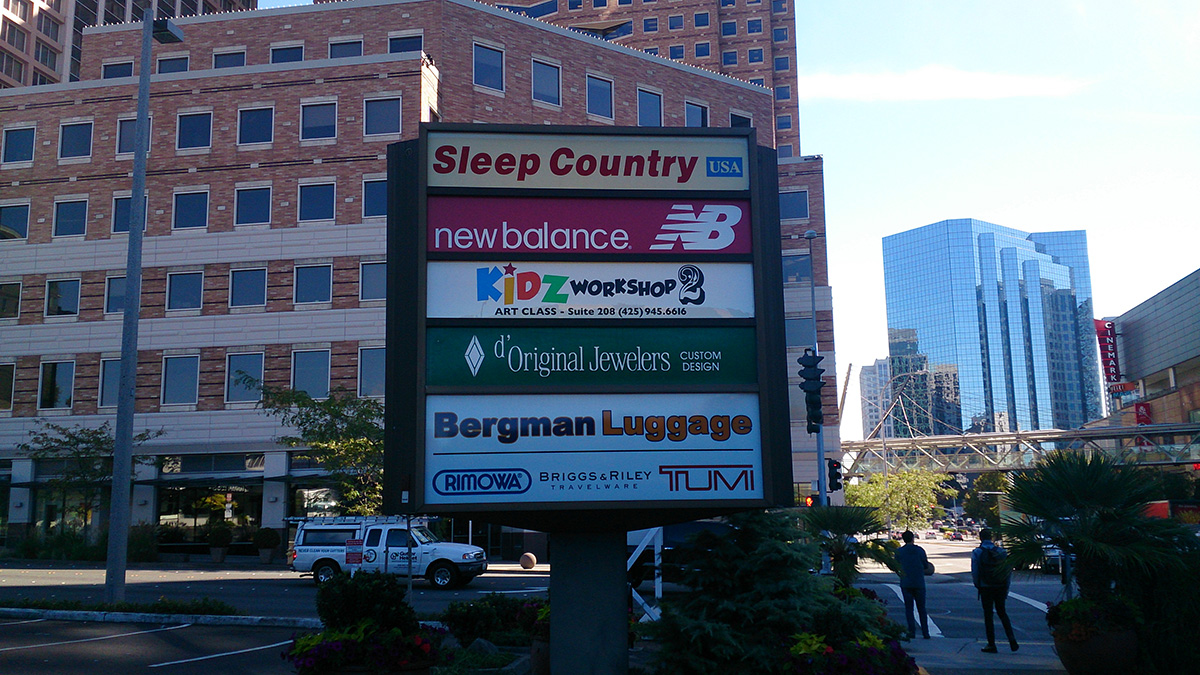 Sleep Country USA
new balance. NB
KiDZ WORKSHOP 2
ART CLASS - Suite 208 (425) 945.6616
d'Original Jewelers CUSTOM DESIGN
Bergman Luggage
RIMOWA BRIGGS & RILEY TRAVELWARE TUMI
CINEMARK